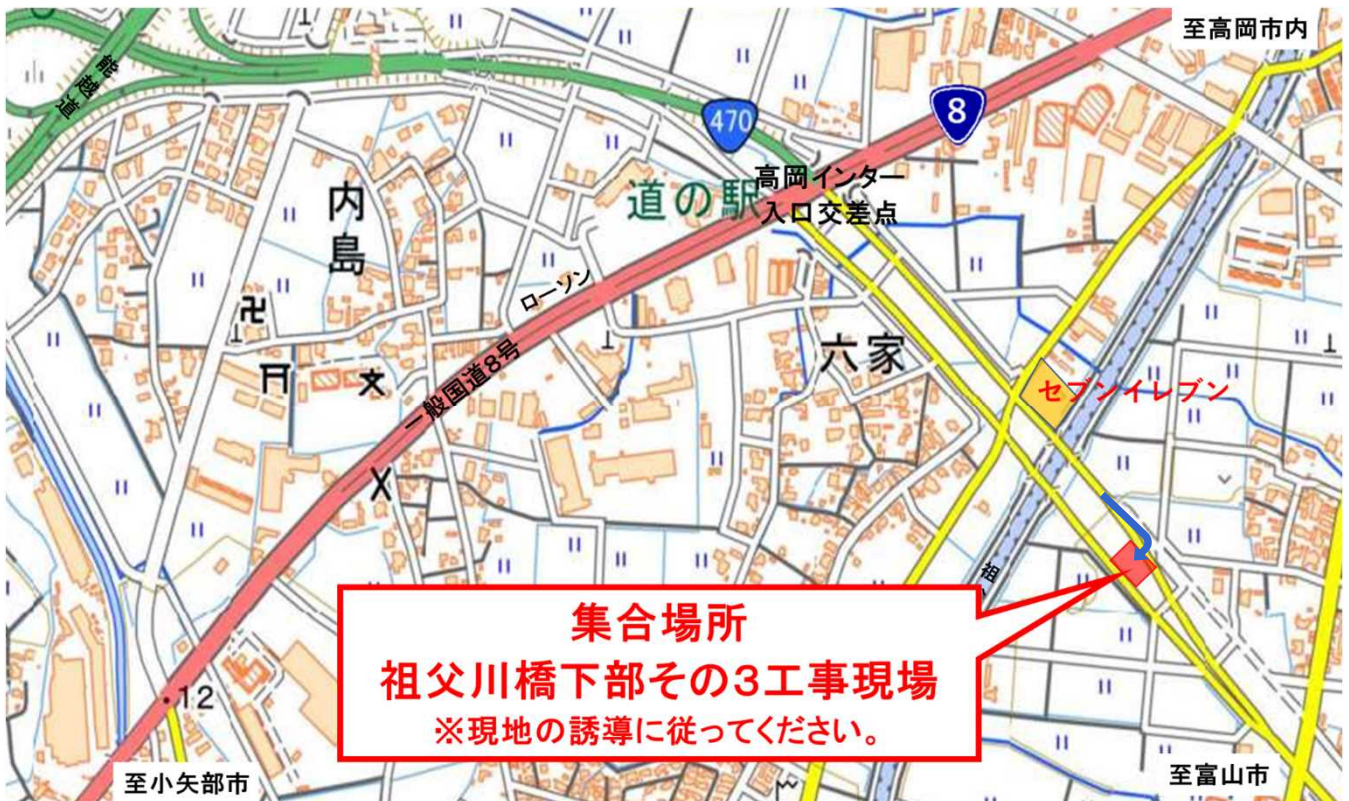 至高岡市内
能越道
470
8
高岡インター
入口交差点
道の駅
内島
ローソン
一般国道8号
六家
セブンイレブン
祖
集合場所
祖父川橋下部その3工事現場
※現地の誘導に従ってください。
12
至小矢部市
至富山市